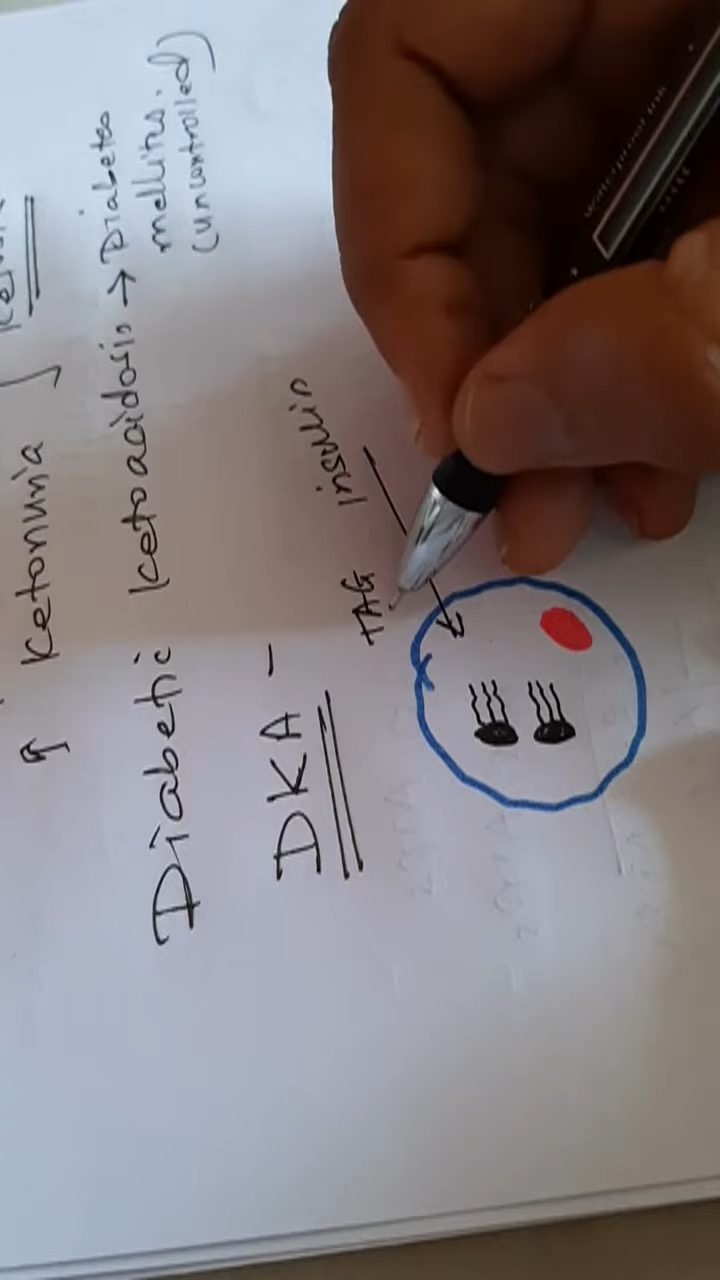 ↑ Ketonuria }
Diabetic ketoacidosis → Diabetes
mellitus.
(uncontrolled)
DKA -
TAG insulin